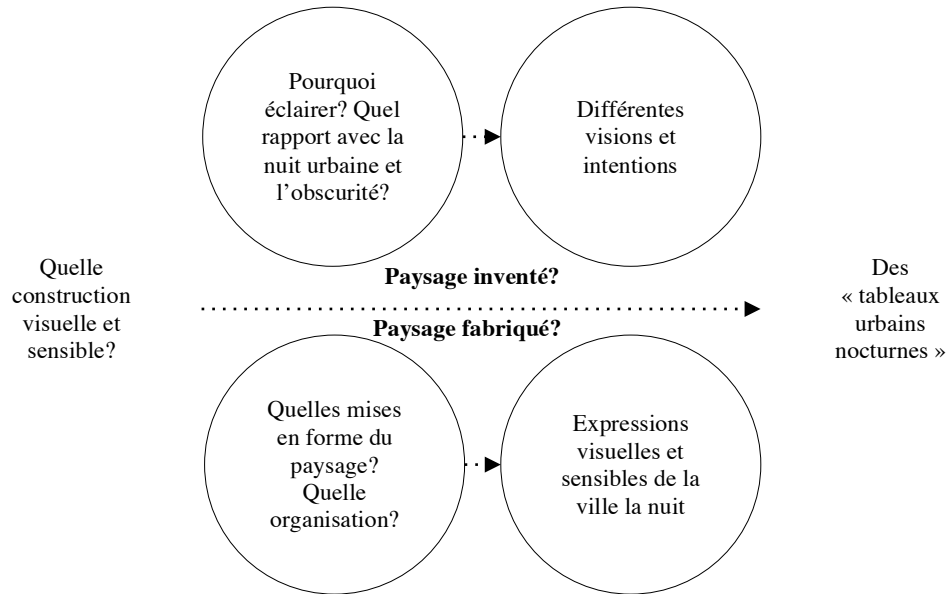 Pourquoi
éclairer? Quel
rapport avec la
nuit urbaine et
l’obscurité?
Différentes
visions et
intentions
Quelle
construction
visuelle et
sensible?
Paysage inventé?
Paysage fabriqué?
Des
« tableaux
urbains
nocturnes »
Quelles mises
en forme du
paysage?
Quelle
organisation?
Expressions
visuelles et
sensibles de la
ville la nuit